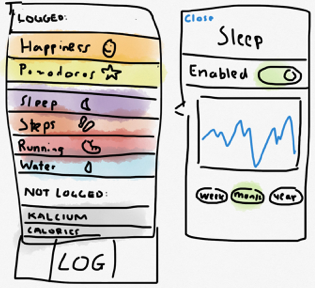 LOGGED:
Happiness
Pomodoros
Sleep
Steps
Running
Water
NOT LOGGED:
KALCIUM
CALORIES
LOG
Close
Sleep
Enabled
week
month
year